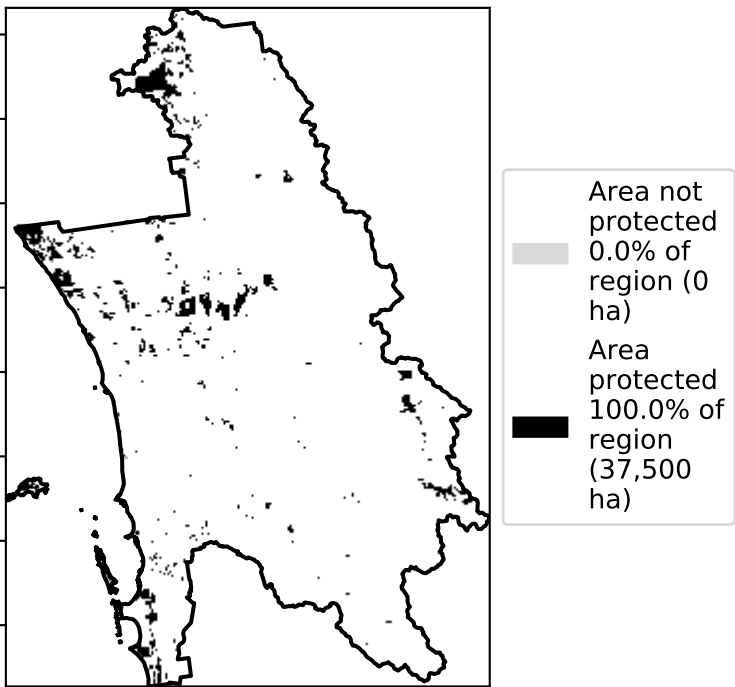 Area not
protected
0.0% of
region (0
ha)
Area
protected
100.0% of
region
(37,500
ha)